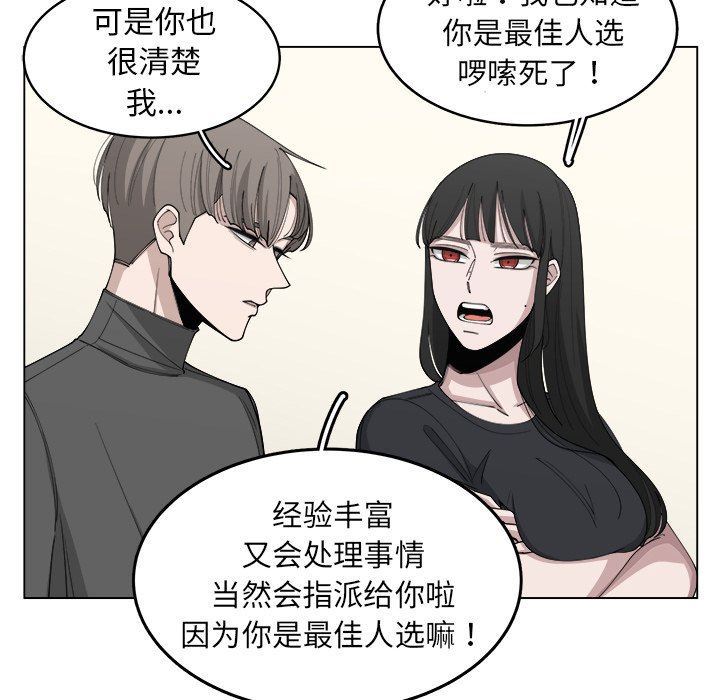 可是你也
很清楚
我...
你是最佳人选
啰嗦死了！
经验丰富
又会处理事情
当然会指派给你啦
因为你是最佳人选嘛！